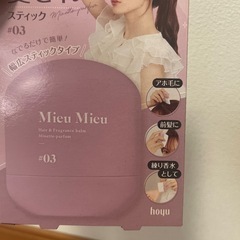 スティック
#03
なでるだけで簡単！
幅広スティックタイプ
Mieu Mieu
Hair & Fragrance balm
Minette parfum
#03
アホ毛に
前髪に
練り香水
として
hoyu